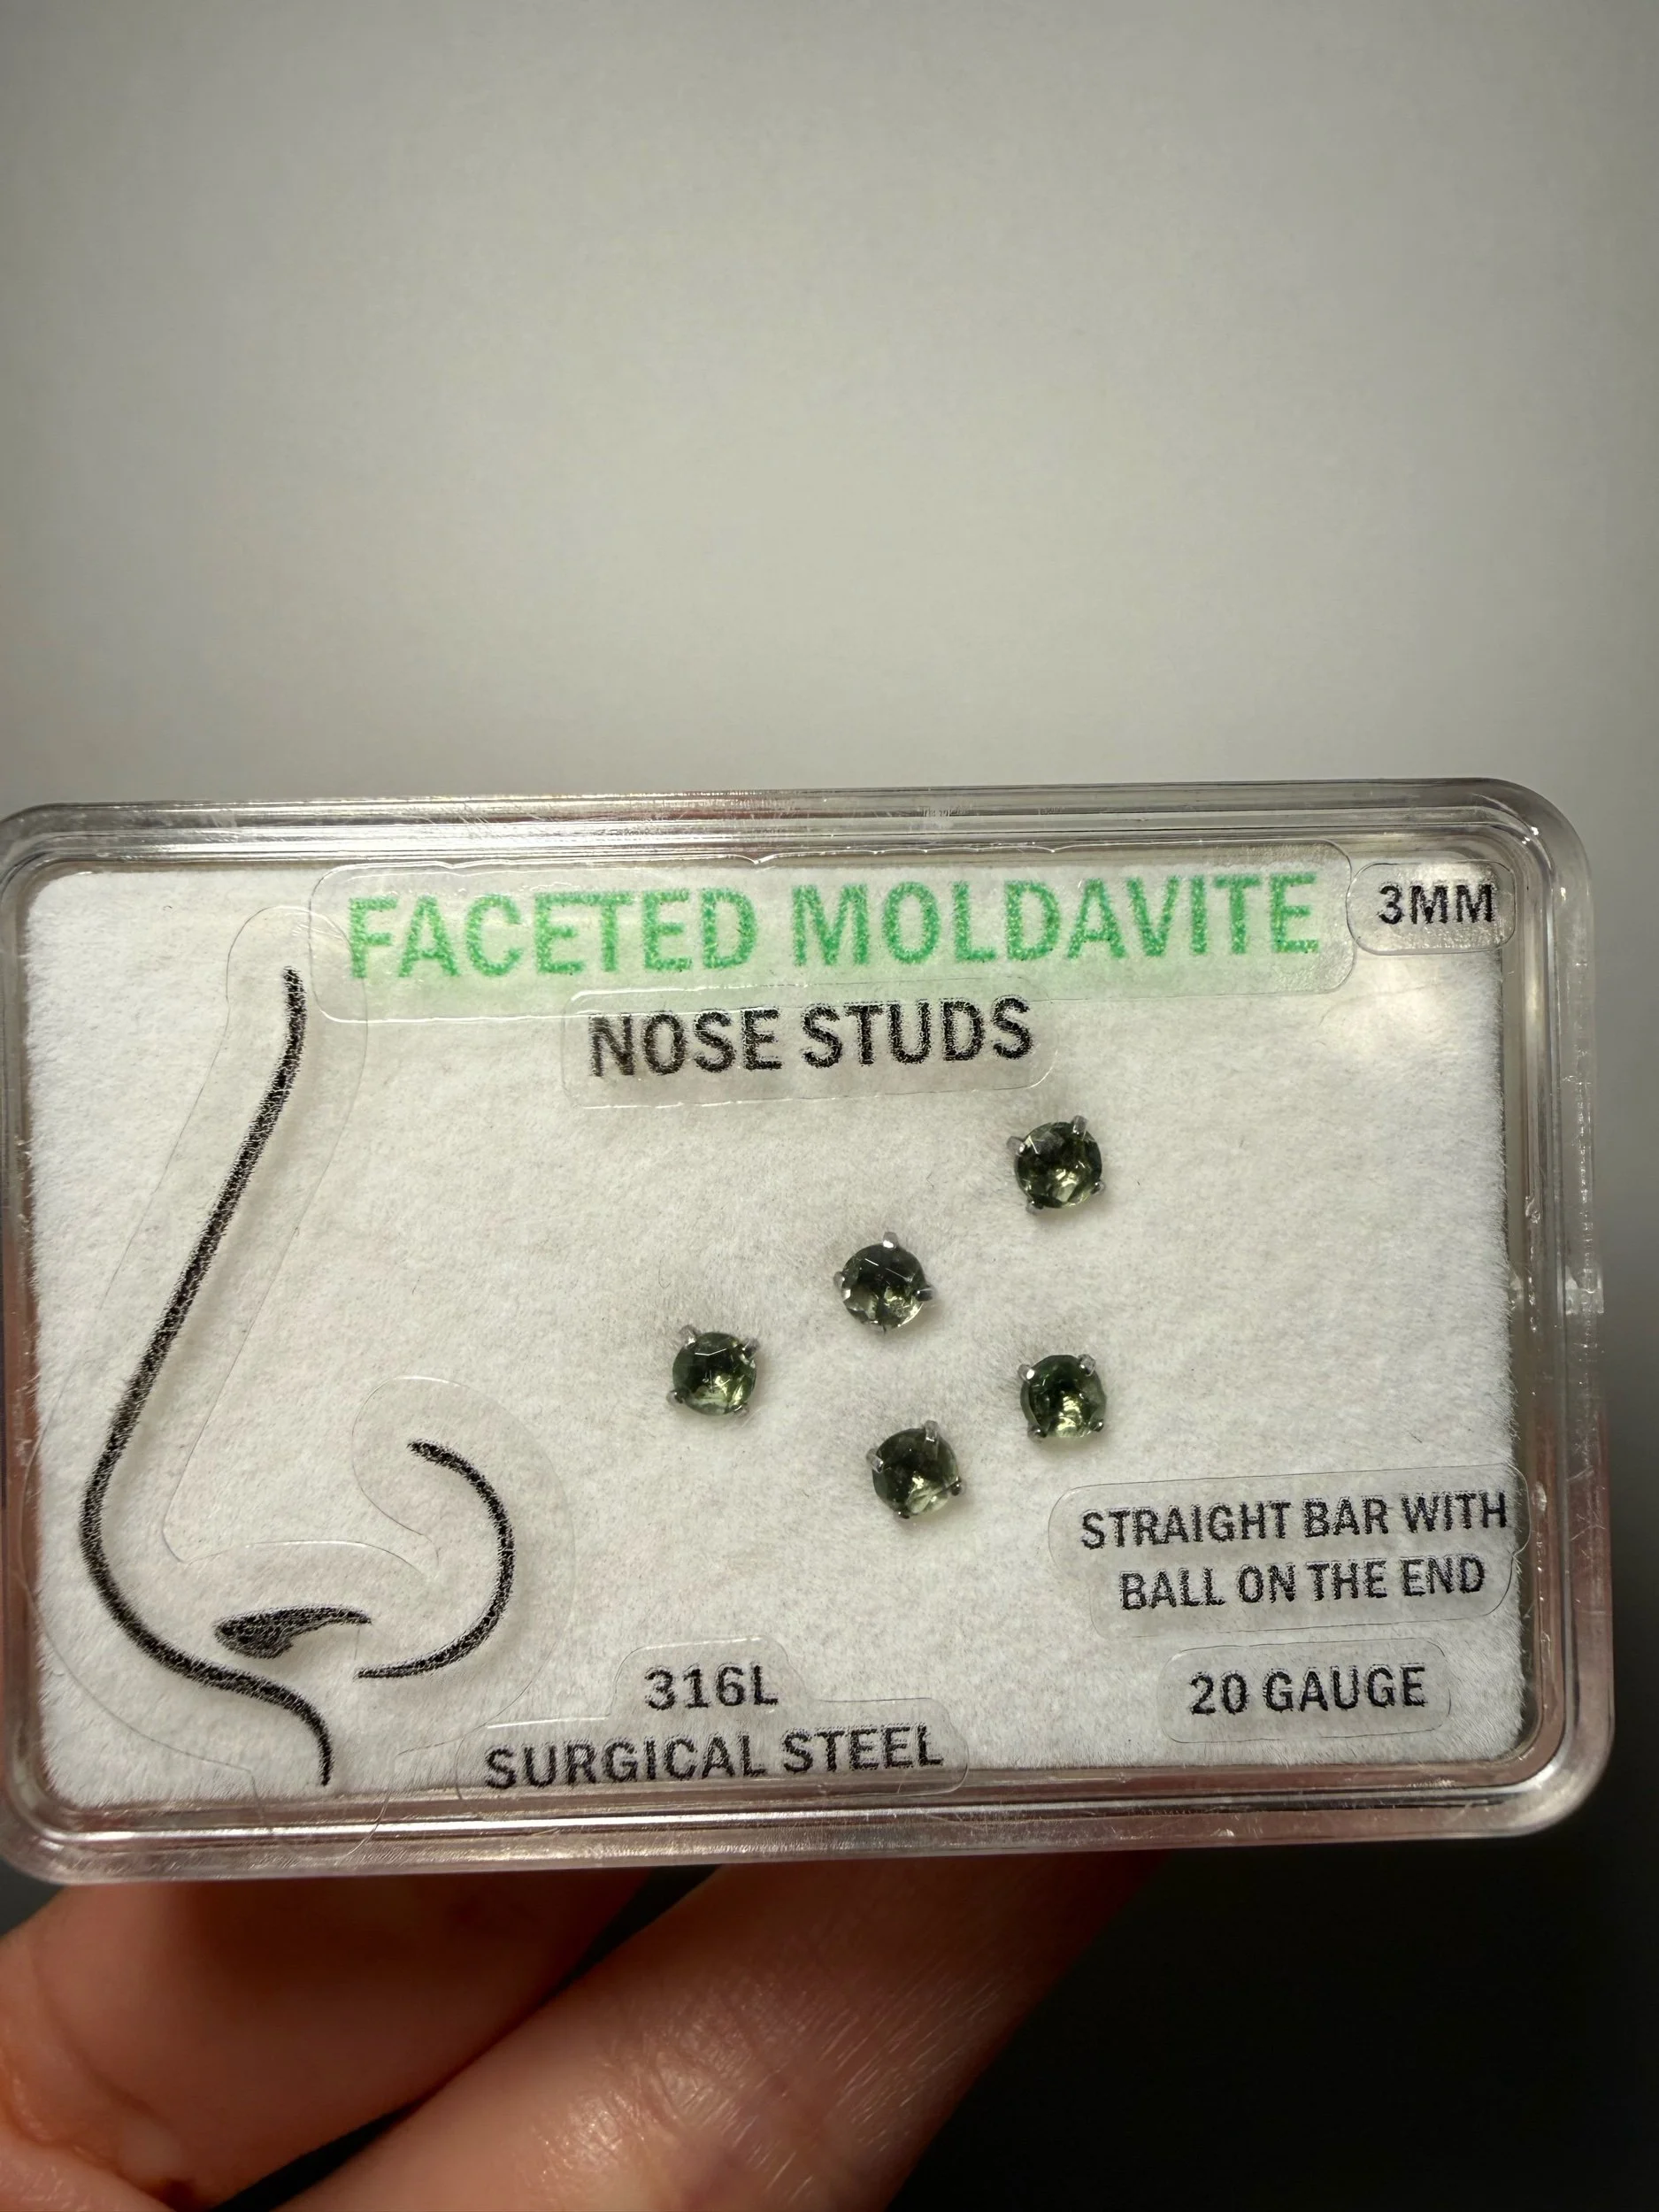 FACETED MOLDAVITE
3MM
NOSE STUDS
STRAIGHT BAR WITH
BALL ON THE END
316L
SURGICAL STEEL
20 GAUGE